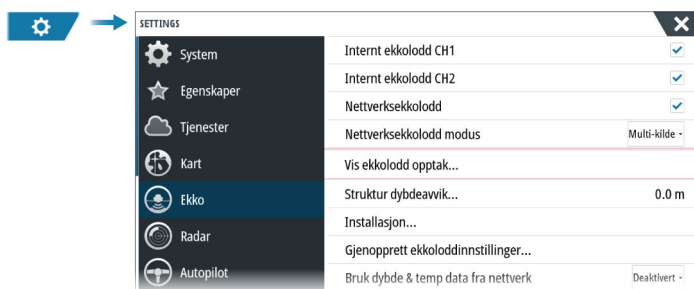 SETTINGS
System
Egenskaper
Tjenester
Kart
Ekko
Radar
Autopilot
Internt ekkolodd CH1
Internt ekkolodd CH2
Nettverksekkolodd
Nettverksekkolodd modus Multi-kilde
Vis ekkolodd opptak...
Struktur dybdeavvik... 0.0 m
Installasjon...
Gjenopprett ekkoloddinnstillinger...
Bruk dybde & temp data fra nettverk Deaktivert